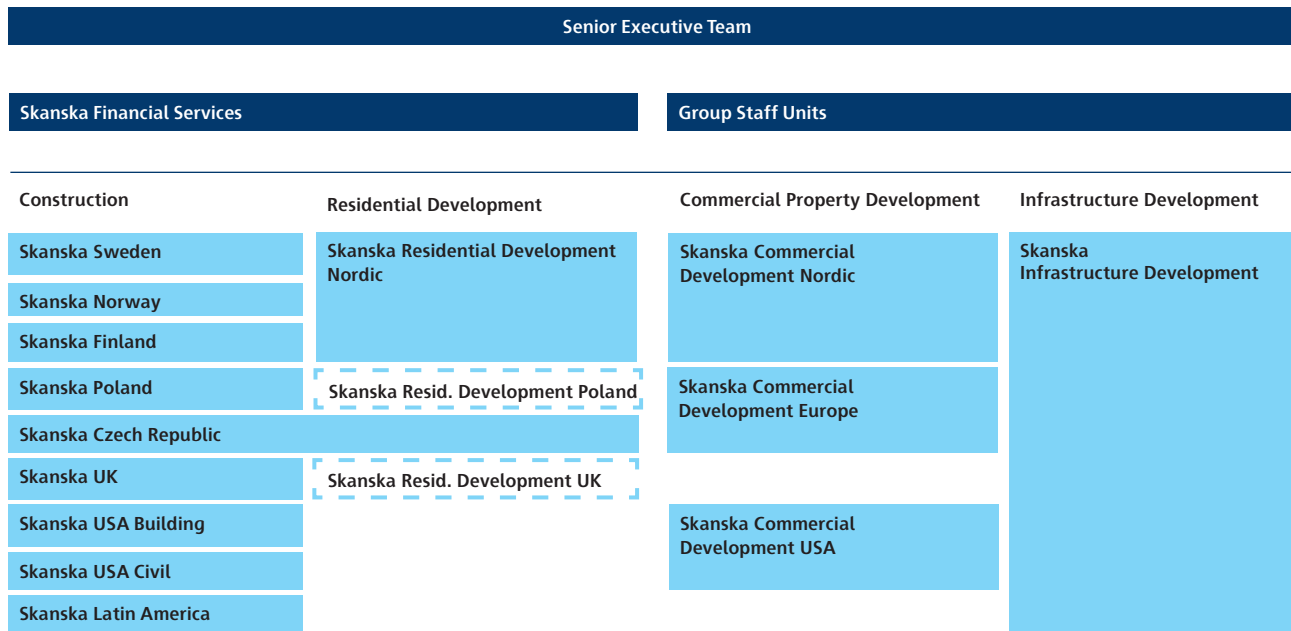 Senior Executive Team
Skanska Financial Services
Group Staff Units
Construction
Residential Development
Commercial Property Development
Infrastructure Development
Skanska Sweden
Skanska Norway
Skanska Finland
Skanska Poland
Skanska Czech Republic
Skanska UK
Skanska USA Building
Skanska USA Civil
Skanska Latin America
Skanska Residential Development
Nordic
Skanska Resid. Development Poland
Skanska Resid. Development UK
Skanska Commercial
Development Nordic
Skanska Commercial
Development Europe
Skanska Commercial
Development USA
Skanska
Infrastructure Development